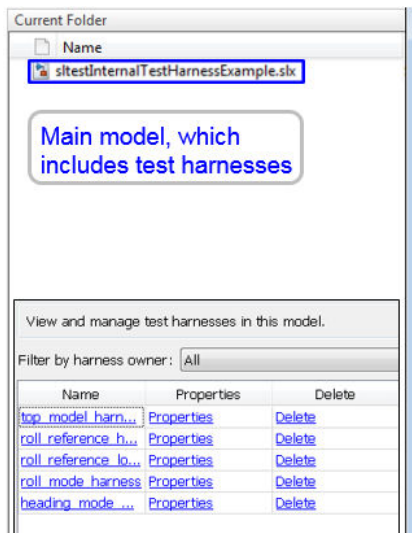 Current Folder
Name
sltestInternalTestHarnessExample.slx
Main model, which
includes test harnesses
View and manage test harnesses in this model.
Filter by harness owner: All
Name Properties Delete
top_model_harn... Properties Delete
roll_reference_h... Properties Delete
roll_reference_lo... Properties Delete
roll_mode_harness Properties Delete
heading_mode_... Properties Delete